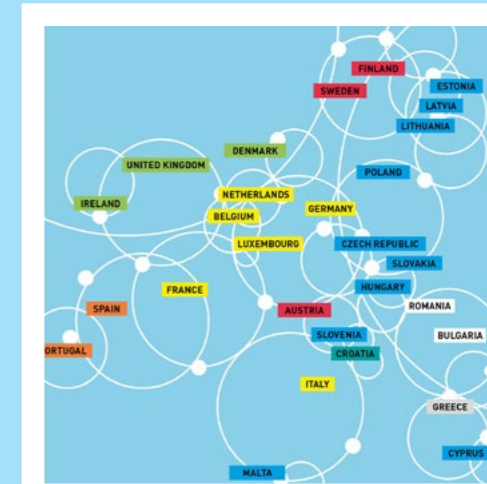 FINLAND
SWEDEN
ESTONIA
LATVIA
LITHUANIA
DENMARK
UNITED KINGDOM
POLAND
NETHERLANDS
IRELAND
GERMANY
BELGIUM
LUXEMBOURG
CZECH REPUBLIC
SLOVAKIA
HUNGARY
FRANCE
ROMANIA
SPAIN
AUSTRIA
SLOVENIA
BULGARIA
ORTUGAL
CROATIA
ITALY
GREECE
CYPRUS
MALTA